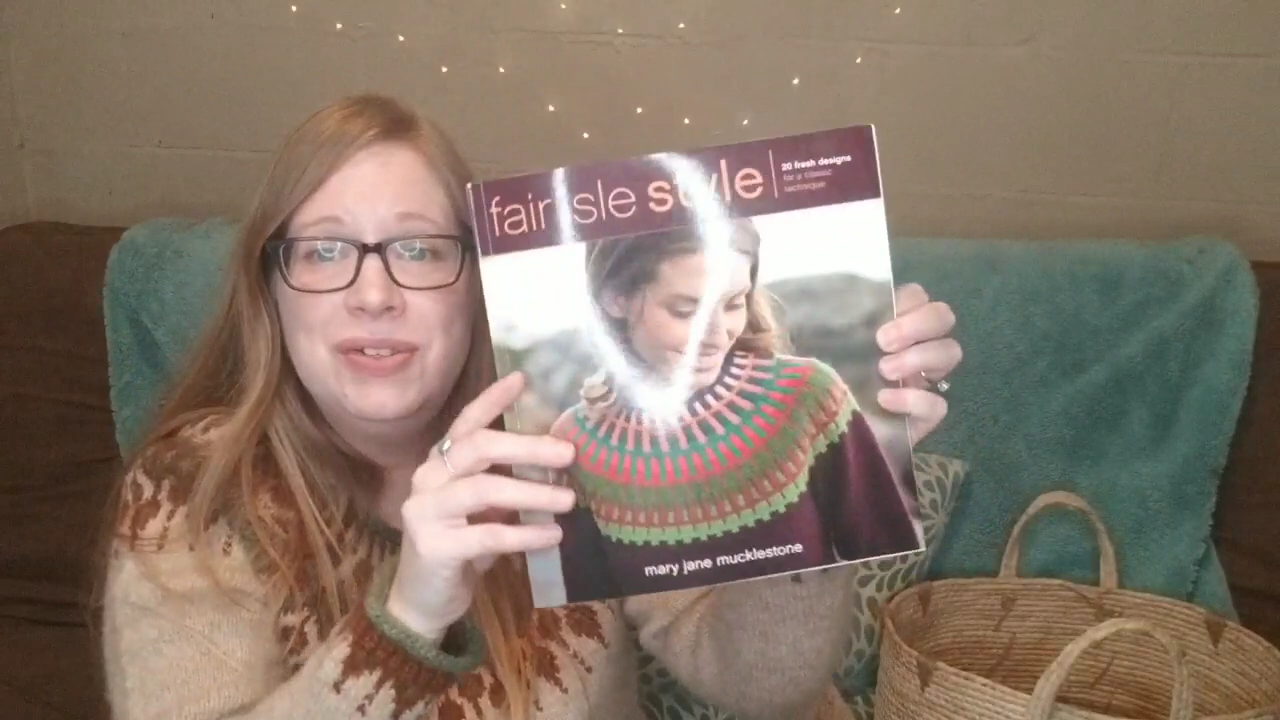 fair isle style
20 fresh designs
for a classic
technique
mary jane mucklestone